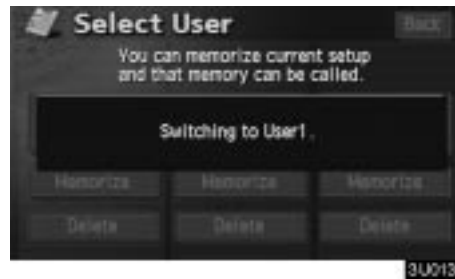 Select User
Back
You can memorize current setup
and that memory can be called.
Switching to User1.
Memorize Memorize Memorize
Delete Delete Delete
3U013